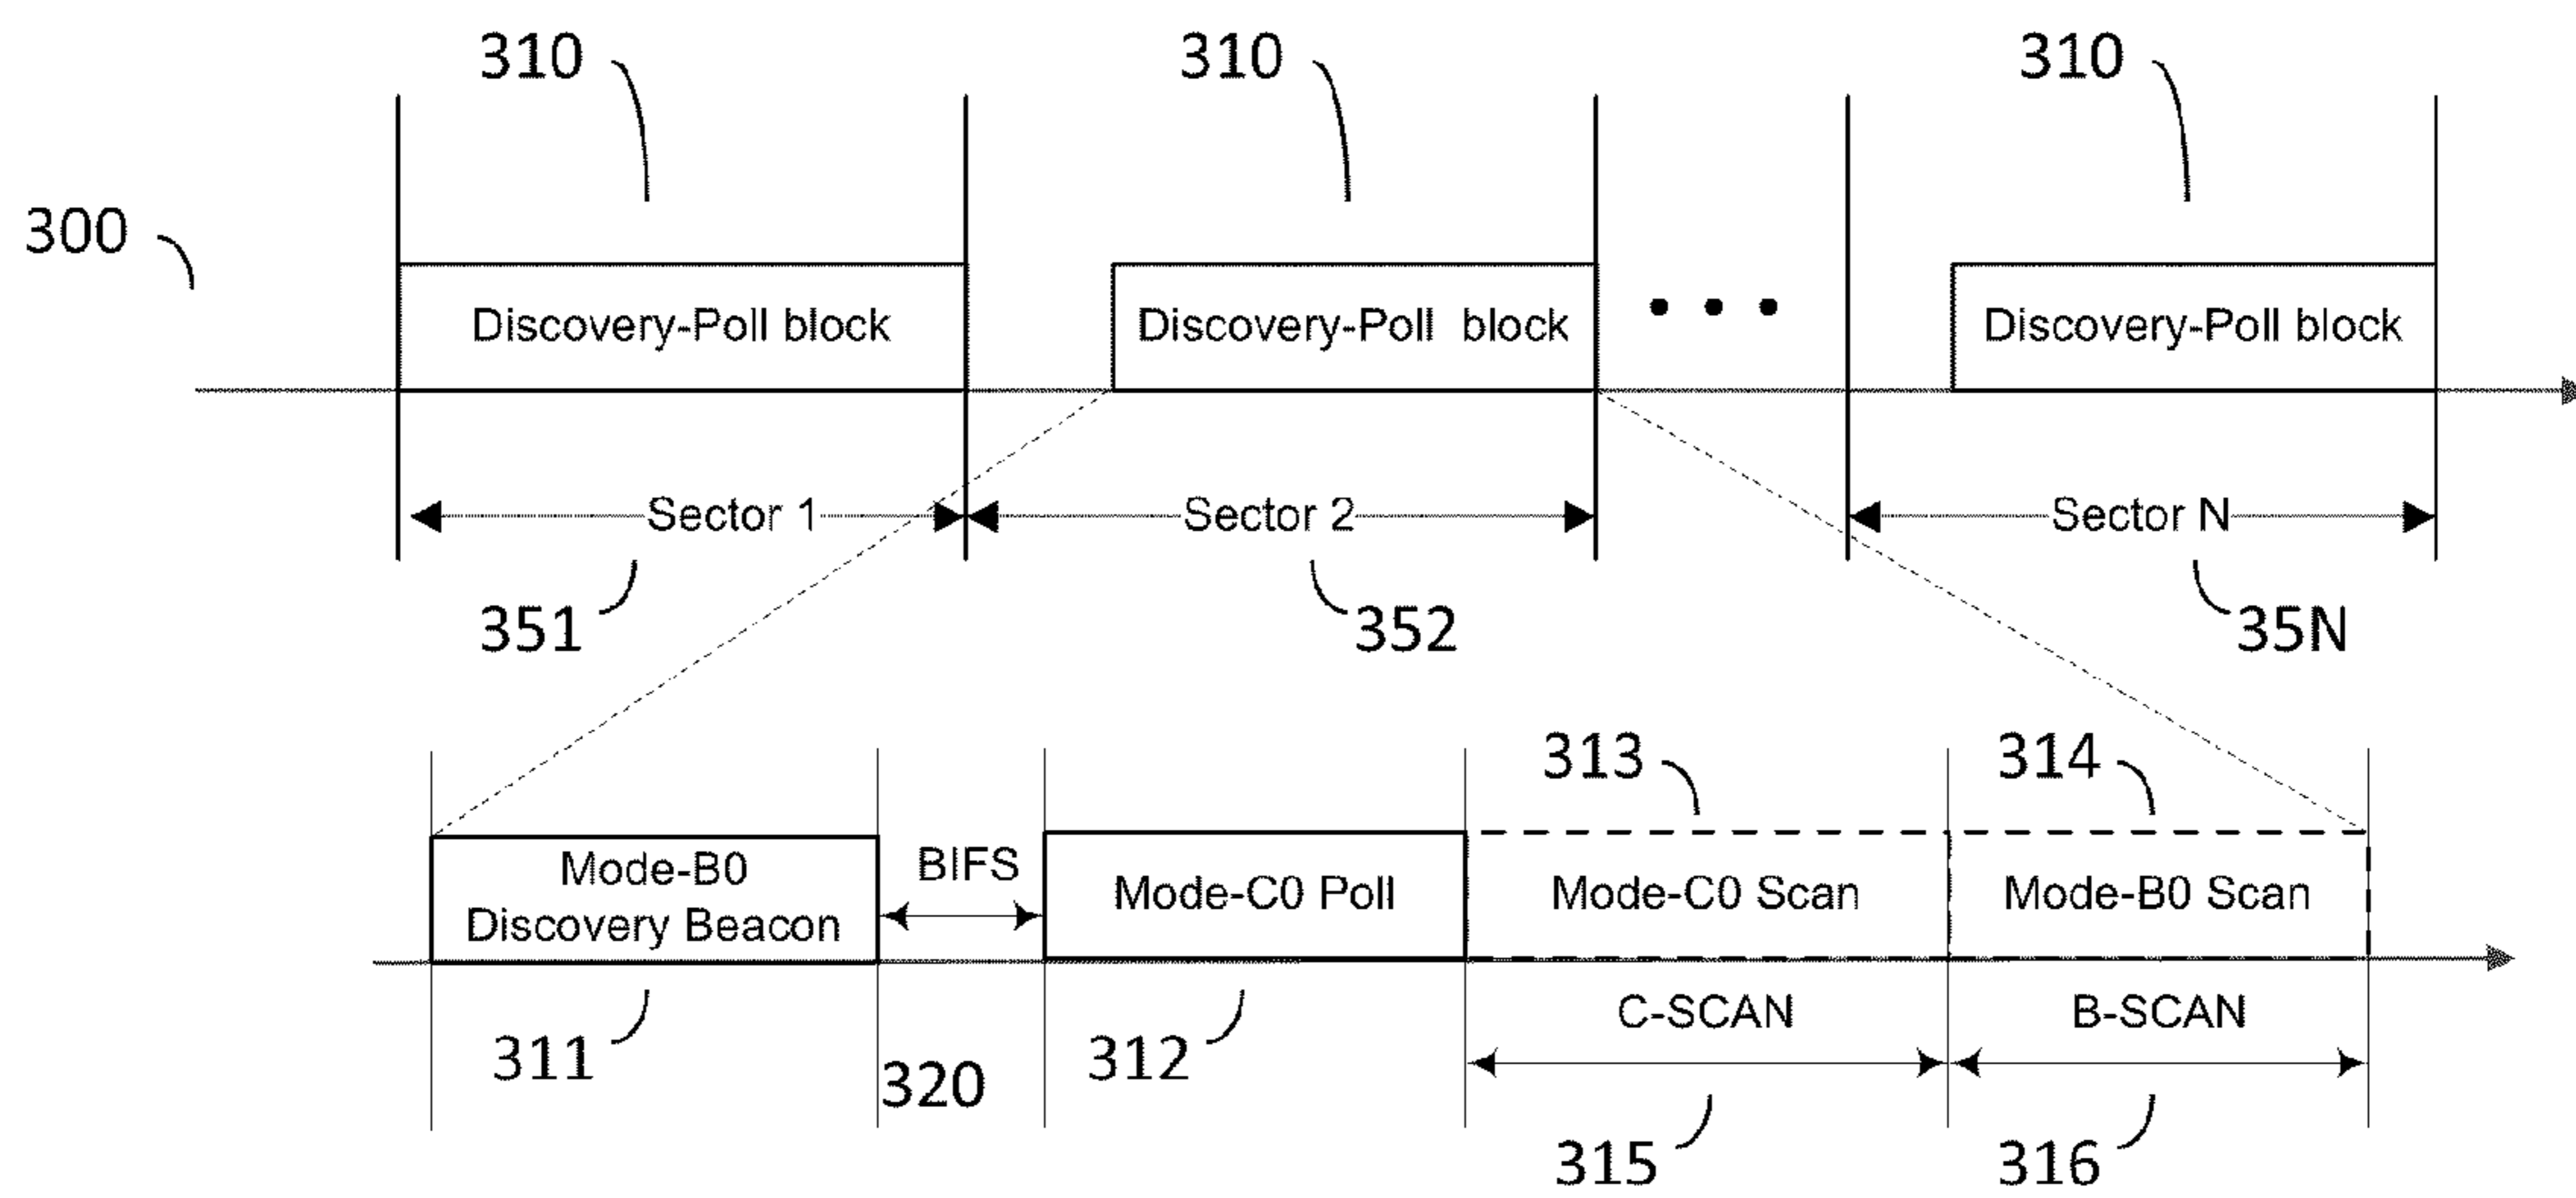 310
310
310
300
Discovery-Poll block
Discovery-Poll block
Discovery-Poll block
Sector 1
Sector 2
Sector N
351
352
35N
313
314
Mode-B0
Discovery Beacon
BIFS
Mode-C0 Poll
Mode-C0 Scan
Mode-B0 Scan
C-SCAN
B-SCAN
311
320
312
315
316